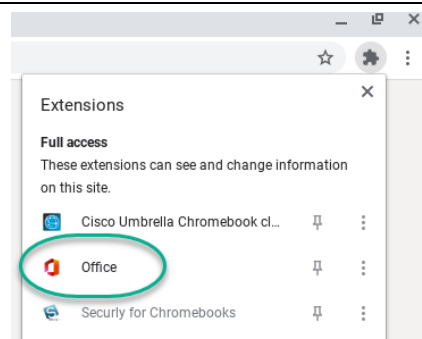 Extensions
Full access
These extensions can see and change information
on this site.
Cisco Umbrella Chromebook cl...
Office
Securly for Chromebooks